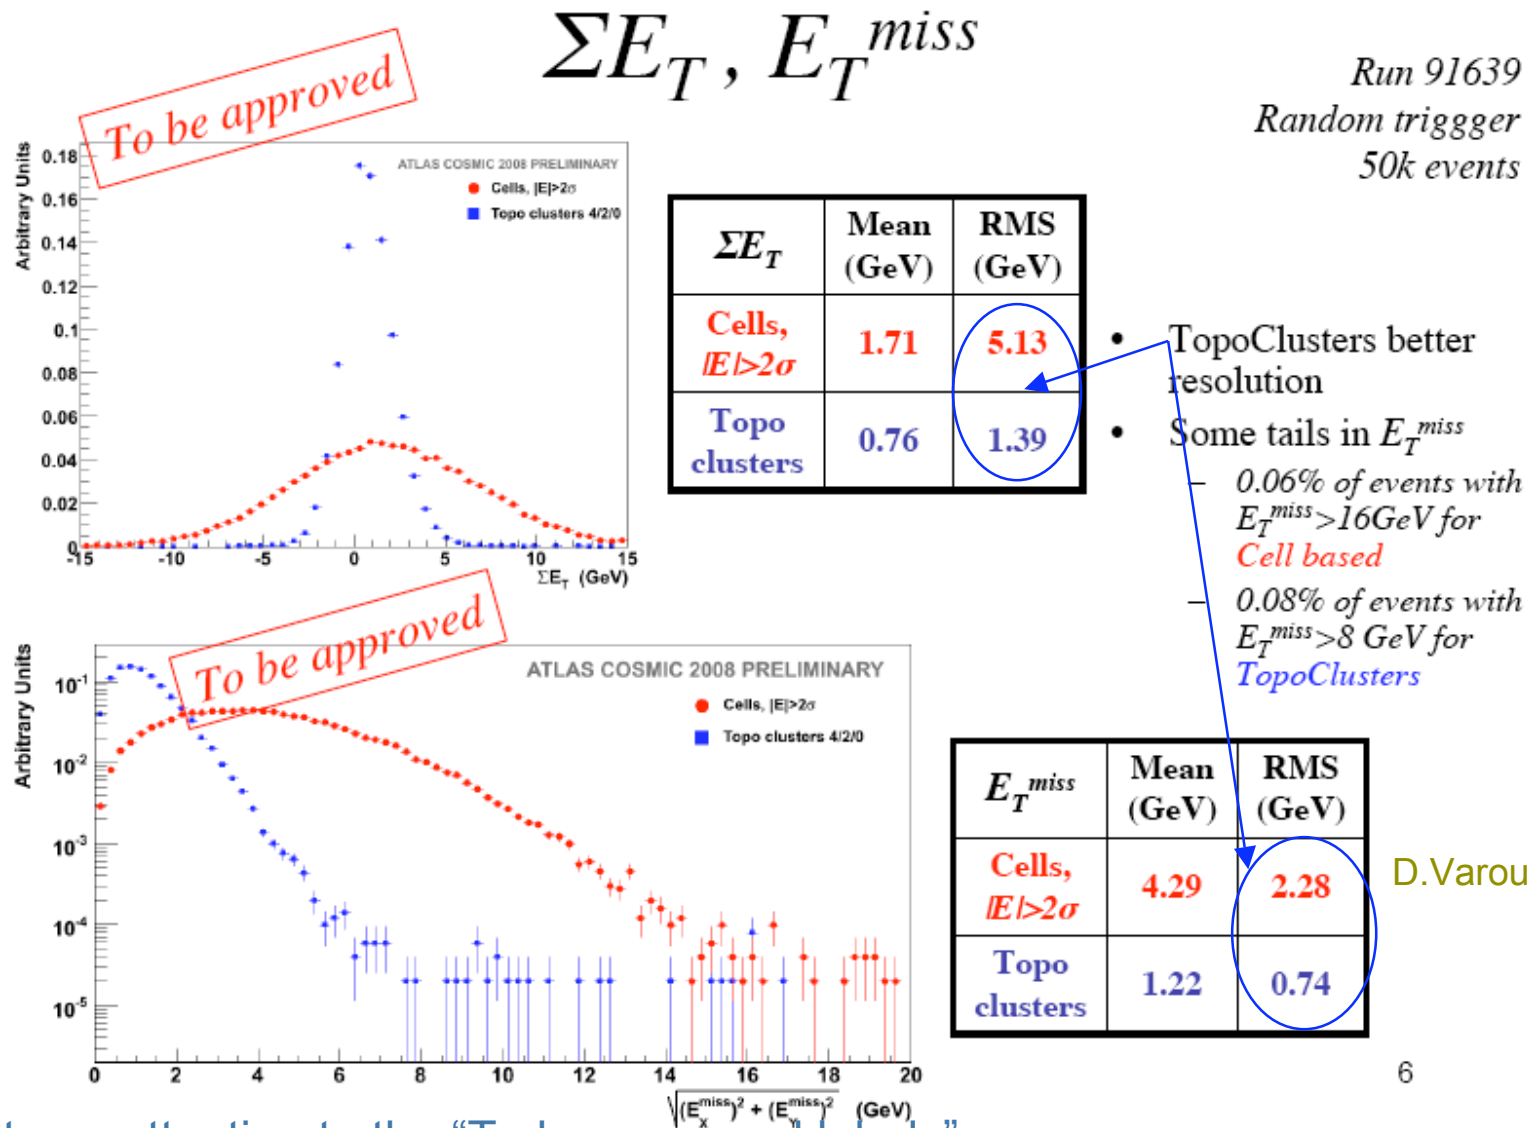 ΣE_T , E_T^miss
Run 91639
Random triggger
50k events
To be approved
Arbitrary Units
0.18
0.16
0.14
0.12
0.1
0.08
0.06
0.04
0.02
0
-15 -10 -5 0 5 10 15
ΣE_T (GeV)
ATLAS COSMIC 2008 PRELIMINARY
Cells, |E|>2σ
Topo clusters 4/2/0
ΣE_T Mean (GeV) RMS (GeV)
Cells, |E|>2σ 1.71 5.13
Topo clusters 0.76 1.39
• TopoClusters better
resolution
• Some tails in E_T^miss
– 0.06% of events with
E_T^miss>16GeV for
Cell based
– 0.08% of events with
E_T^miss>8 GeV for
TopoClusters
To be approved
Arbitrary Units
10^-1
10^-2
10^-3
10^-4
10^-5
0 2 4 6 8 10 12 14 16 18 20
√(E_X^miss)^2 + (E_Y^miss)^2 (GeV)
ATLAS COSMIC 2008 PRELIMINARY
Cells, |E|>2σ
Topo clusters 4/2/0
E_T^miss Mean (GeV) RMS (GeV)
Cells, |E|>2σ 4.29 2.28
Topo clusters 1.22 0.74
D.Varou
6
attention to the "To be